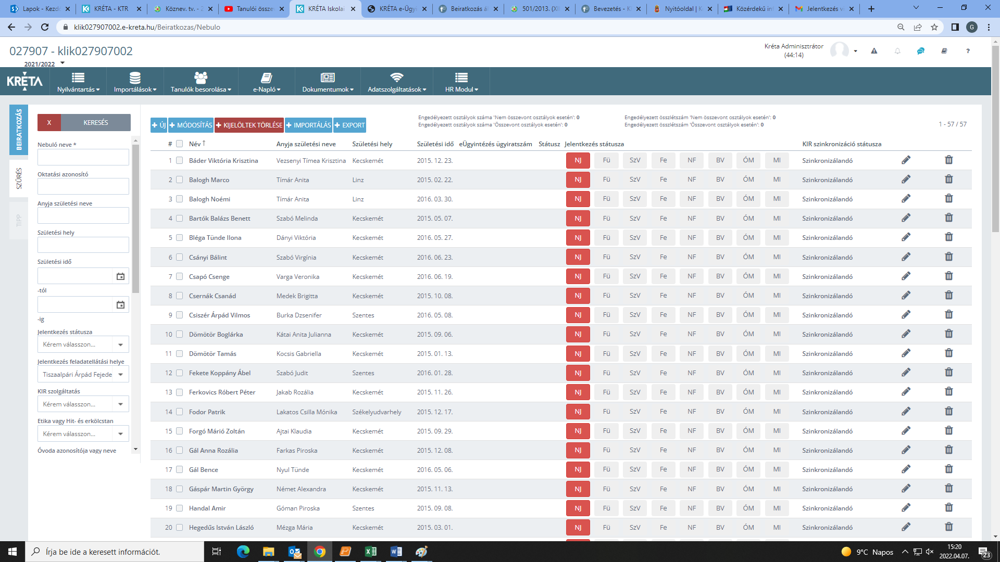 Lapok - Kezdő
KRÉTA - KTR
Köznev. tv. - 2
Tanulói össze
KRÉTA Iskolai
KRÉTA e-Ügyi
Beiratkozás ál
501/2013. (XII
Bevezetés - K
Nyitóoldal | K
Közérdekű inf
Jelentkezés vi
klik027907002.e-kreta.hu/Beiratkozas/Nebulo
G
027907 - klik027907002
2021/2022
Kréta Adminisztrátor
(44:14)
KRÉTA
Nyilvántartás
Importálások
Tanulók besorolása
e-Napló
Dokumentumok
Adatszolgáltatások
HR Modul
BEIRATKOZÁS
SZŰRÉS
TIPP
X KERESÉS
Nebuló neve *
Oktatási azonosító
Anyja születési neve
Születési hely
Születési idő
-tól
-ig
Jelentkezés státusza
Kérem válasszon...
Jelentkezés feladatellátási helye
Tiszaalpári Árpád Fejede
KIR szolgáltatás
Kérem válasszon...
Etika vagy Hit- és erkölcstan
Kérem válasszon...
Óvoda azonosítója vagy neve
+ ÚJ + MÓDOSÍTÁS + KIJELÖLTEK TÖRLÉSE + IMPORTÁLÁS + EXPORT
Engedélyezett osztályok száma 'Nem összevont osztályok esetén': 0
Engedélyezett osztályok száma 'Összevont osztályok esetén': 0
Engedélyezett összlétszám 'Nem összevont osztályok esetén': 0
Engedélyezett összlétszám 'Összevont osztályok esetén': 0
1 - 57 / 57
# Név ↑ Anyja születési neve Születési hely Születési idő eÜgyintézés ügyiratszám Státusz Jelentkezés státusza KIR szinkronizáció státusza
1 Báder Viktória Krisztina Vezsenyi Tímea Krisztina Kecskemét 2015. 12. 23. NJ Fü SzV Fe NF BV ÓM MI Szinkronizálandó
2 Balogh Marco Tímár Anita Linz 2015. 02. 22. NJ Fü SzV Fe NF BV ÓM MI Szinkronizálandó
3 Balogh Noémi Tímár Anita Linz 2016. 03. 30. NJ Fü SzV Fe NF BV ÓM MI Szinkronizálandó
4 Bartók Balázs Benett Szabó Melinda Kecskemét 2015. 05. 07. NJ Fü SzV Fe NF BV ÓM MI Szinkronizálandó
5 Bléga Tünde Ilona Dányi Viktória Kecskemét 2016. 05. 27. NJ Fü SzV Fe NF BV ÓM MI Szinkronizálandó
6 Csányi Bálint Szabó Virgínia Kecskemét 2016. 06. 23. NJ Fü SzV Fe NF BV ÓM MI Szinkronizálandó
7 Csapó Csenge Varga Veronika Kecskemét 2016. 06. 19. NJ Fü SzV Fe NF BV ÓM MI Szinkronizálandó
8 Csernák Csanád Medek Brigitta Kecskemét 2015. 10. 08. NJ Fü SzV Fe NF BV ÓM MI Szinkronizálandó
9 Csiszér Árpád Vilmos Burka Dzsenifer Szentes 2016. 05. 08. NJ Fü SzV Fe NF BV ÓM MI Szinkronizálandó
10 Dömötör Boglárka Kátai Anita Julianna Kecskemét 2015. 09. 06. NJ Fü SzV Fe NF BV ÓM MI Szinkronizálandó
11 Dömötör Tamás Kocsis Gabriella Kecskemét 2015. 01. 13. NJ Fü SzV Fe NF BV ÓM MI Szinkronizálandó
12 Fekete Koppány Ábel Szabó Judit Szentes 2016. 01. 28. NJ Fü SzV Fe NF BV ÓM MI Szinkronizálandó
13 Ferkovics Róbert Péter Jakab Rozália Kecskemét 2015. 11. 26. NJ Fü SzV Fe NF BV ÓM MI Szinkronizálandó
14 Fodor Patrik Lakatos Csilla Mónika Székelyudvarhely 2015. 12. 17. NJ Fü SzV Fe NF BV ÓM MI Szinkronizálandó
15 Forgó Márió Zoltán Ajtai Klaudia Kecskemét 2015. 09. 29. NJ Fü SzV Fe NF BV ÓM MI Szinkronizálandó
16 Gál Anna Rozália Farkas Piroska Kecskemét 2015. 12. 08. NJ Fü SzV Fe NF BV ÓM MI Szinkronizálandó
17 Gál Bence Nyul Tünde Kecskemét 2016. 05. 06. NJ Fü SzV Fe NF BV ÓM MI Szinkronizálandó
18 Gáspár Martin György Német Alexandra Kecskemét 2015. 11. 13. NJ Fü SzV Fe NF BV ÓM MI Szinkronizálandó
19 Handal Amir Góman Piroska Szentes 2015. 09. 08. NJ Fü SzV Fe NF BV ÓM MI Szinkronizálandó
20 Hegedűs István László Mézga Mária Kecskemét 2015. 03. 01. NJ Fü SzV Fe NF BV ÓM MI Szinkronizálandó
Írja be ide a keresett információt.
9°C Napos
15:20
2022.04.07.
23